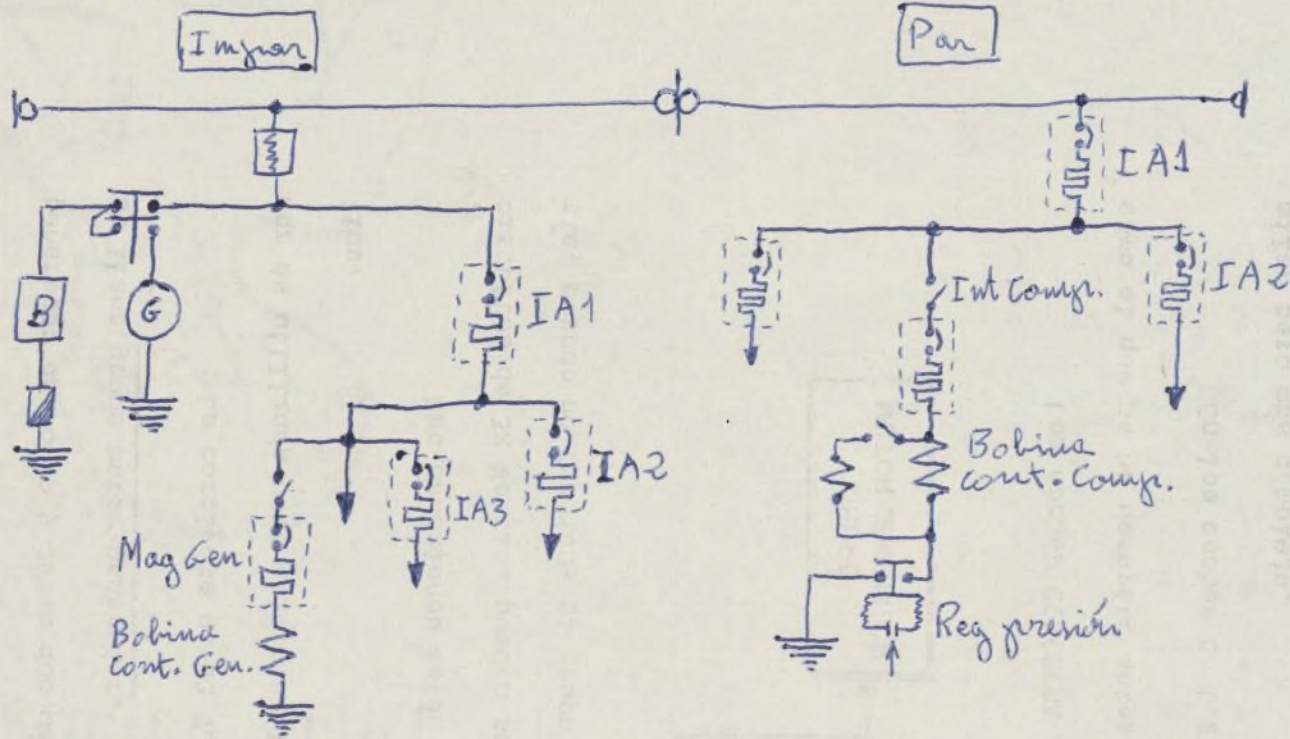 Impar
Par
IA1
IA1
Int Compr.
IA2
B
G
IA2
IA3
Bobina
cont. Compr.
Mag Gen
Bobina
cont. Gen.
Reg presión